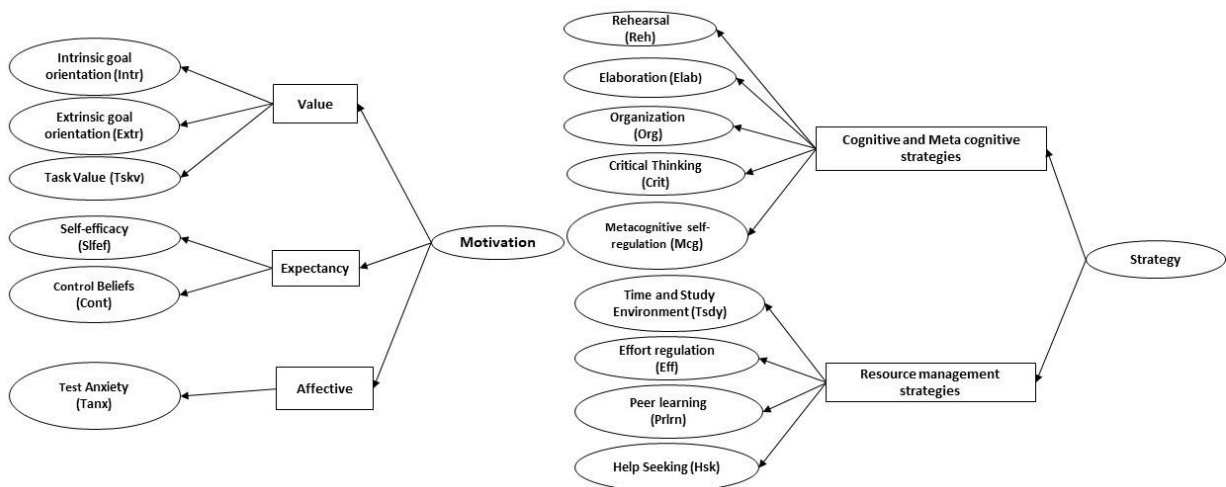 Intrinsic goal
orientation (Intr)
Extrinsic goal
orientation (Extr)
Task Value (Tskv)
Self-efficacy
(Slfef)
Control Beliefs
(Cont)
Test Anxiety
(Tanx)
Value
Expectancy
Affective
Motivation
Rehearsal
(Reh)
Elaboration (Elab)
Organization
(Org)
Critical Thinking
(Crit)
Metacognitive self-
regulation (Mcg)
Time and Study
Environment (Tsdy)
Effort regulation
(Eff)
Peer learning
(Prlrn)
Help Seeking (Hsk)
Cognitive and Meta cognitive
strategies
Resource management
strategies
Strategy